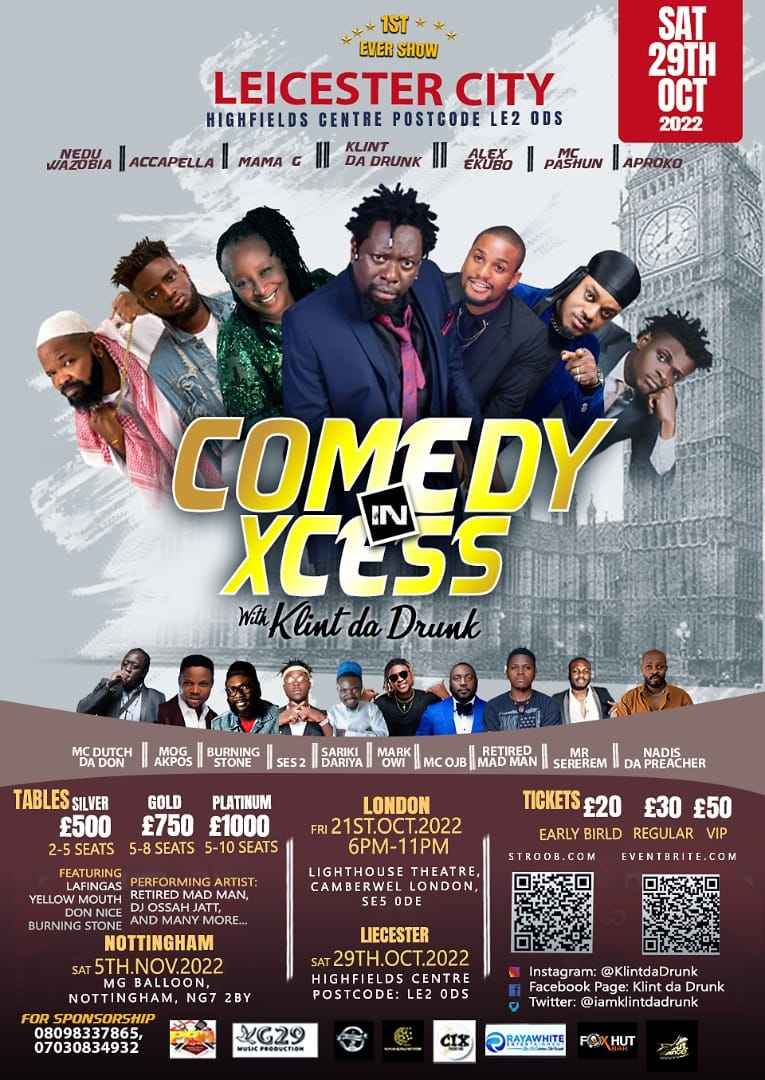 1ST
EVER SHOW
LEICESTER CITY
HIGHFIELDS CENTRE POSTCODE LE2 0DS
SAT
29TH
OCT
2022
NEDU WAZOBIA
ACCAPELLA
MAMA G
KLINT DA DRUNK
ALEX EKUBO
MC PASHUN
APROKO
COMEDY
IN
XCESS
With Klint da Drunk
MC DUTCH DA DON
MOG AKPOS
BURNING STONE
SES 2
SARIKI DARIYA
MARK OWI
MC OJB
RETIRED MAD MAN
MR SEREREM
NADIS DA PREACHER
TABLES
SILVER
£500
2-5 SEATS
GOLD
£750
5-8 SEATS
PLATINUM
£1000
5-10 SEATS
FEATURING
LAFINGAS
YELLOW MOUTH
DON NICE
BURNING STONE
PERFORMING ARTIST:
RETIRED MAD MAN,
DJ OSSAH JATT,
AND MANY MORE...
NOTTINGHAM
SAT 5TH.NOV.2022
MG BALLOON,
NOTTINGHAM, NG7 2BY
LONDON
FRI 21ST.OCT.2022
6PM-11PM
LIGHTHOUSE THEATRE,
CAMBERWEL LONDON,
SE5 0DE
LIECESTER
SAT 29TH.OCT.2022
HIGHFIELDS CENTRE
POSTCODE: LE2 0DS
TICKETS
£20
EARLY BIRLD
£30
REGULAR
£50
VIP
STROOB.COM
EVENTBRITE.COM
Instagram: @KlintdaDrunk
Facebook Page: Klint da Drunk
Twitter: @iamklintdadrunk
FOR SPONSORSHIP
08098337865,
07030834932
G29
MUSIC PRODUCTION
CIX
RAYAWHITE
ENTERTAINMENT
FOX HUT
BAR